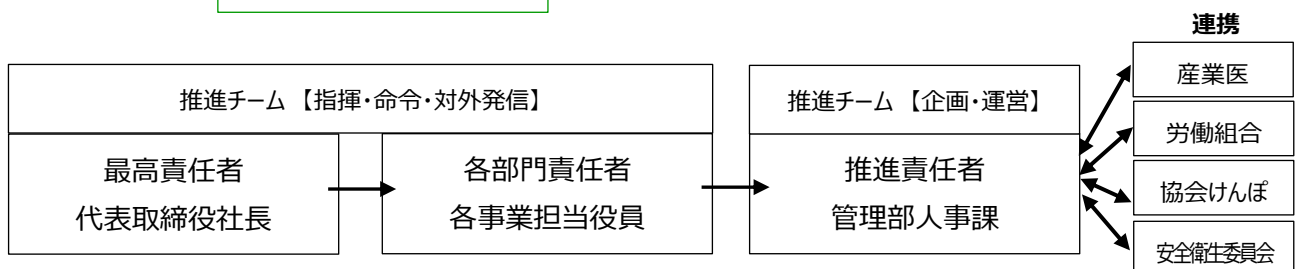 連携
推進チーム 【指揮・命令・対外発信】
推進チーム 【企画・運営】
最高責任者
代表取締役社長
各部門責任者
各事業担当役員
推進責任者
管理部人事課
産業医
労働組合
協会けんぽ
安全衛生委員会